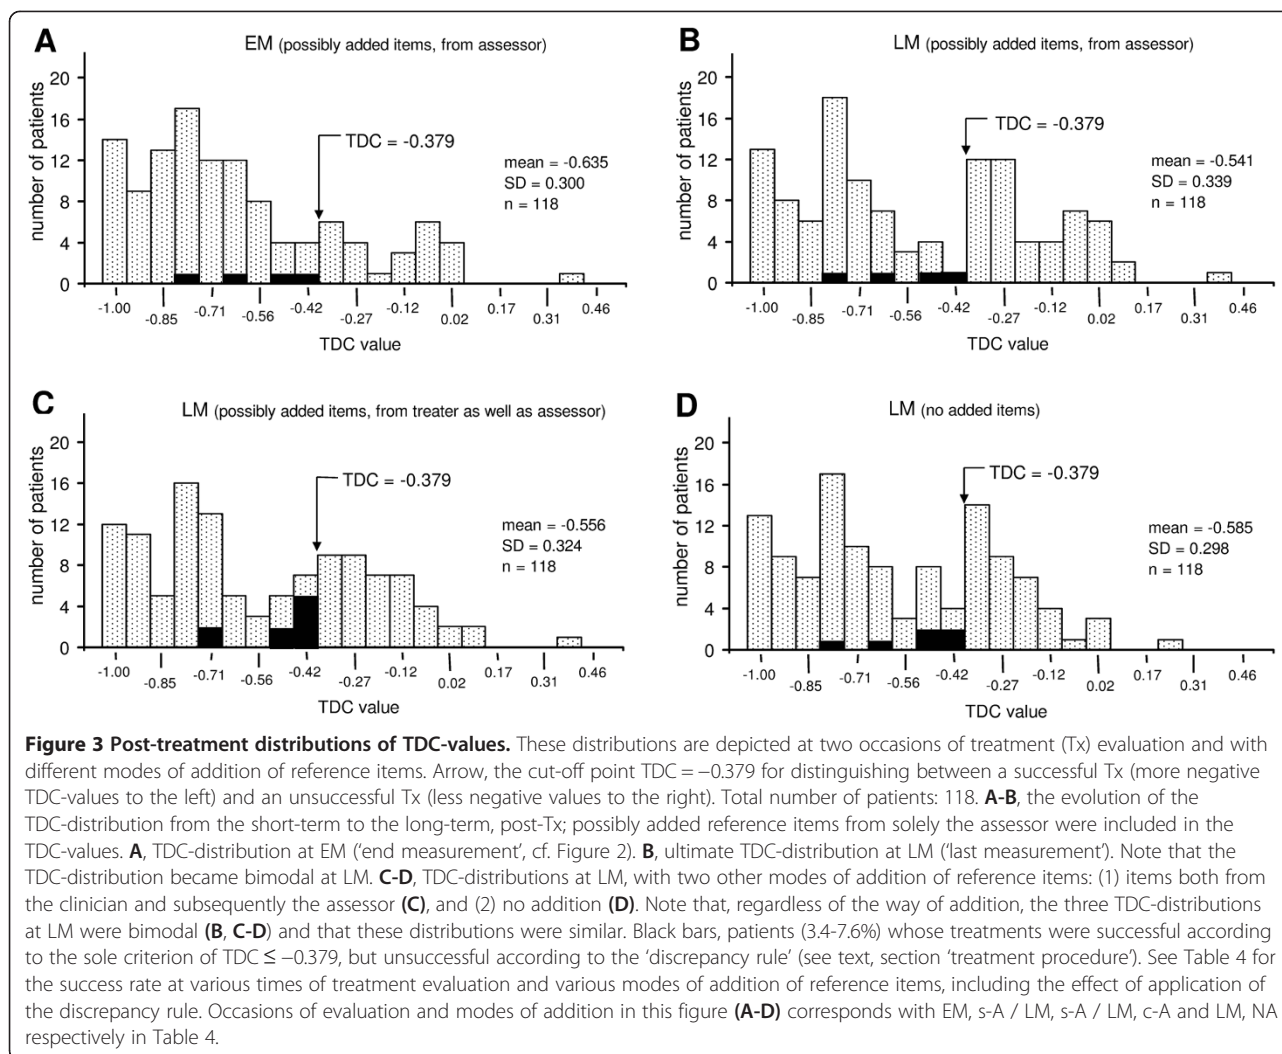 A
EM (possibly added items, from assessor)
number of patients
20
16
12
8
4
0
TDC = -0.379
mean = -0.635
SD = 0.300
n = 118
-1.00
-0.85
-0.71
-0.56
-0.42
-0.27
-0.12
0.02
0.17
0.31
0.46
TDC value
B
LM (possibly added items, from assessor)
number of patients
20
16
12
8
4
0
TDC = -0.379
mean = -0.541
SD = 0.339
n = 118
-1.00
-0.85
-0.71
-0.56
-0.42
-0.27
-0.12
0.02
0.17
0.31
0.46
TDC value
C
LM (possibly added items, from treater as well as assessor)
number of patients
20
16
12
8
4
0
TDC = -0.379
mean = -0.556
SD = 0.324
n = 118
-1.00
-0.85
-0.71
-0.56
-0.42
-0.27
-0.12
0.02
0.17
0.31
0.46
TDC value
D
LM (no added items)
number of patients
20
16
12
8
4
0
TDC = -0.379
mean = -0.585
SD = 0.298
n = 118
-1.00
-0.85
-0.71
-0.56
-0.42
-0.27
-0.12
0.02
0.17
0.31
0.46
TDC value
Figure 3 Post-treatment distributions of TDC-values. These distributions are depicted at two occasions of treatment (Tx) evaluation and with
different modes of addition of reference items. Arrow, the cut-off point TDC = −0.379 for distinguishing between a successful Tx (more negative
TDC-values to the left) and an unsuccessful Tx (less negative values to the right). Total number of patients: 118. A-B, the evolution of the
TDC-distribution from the short-term to the long-term, post-Tx; possibly added reference items from solely the assessor were included in the
TDC-values. A, TDC-distribution at EM (‘end measurement’, cf. Figure 2). B, ultimate TDC-distribution at LM (‘last measurement’). Note that the
TDC-distribution became bimodal at LM. C-D, TDC-distributions at LM, with two other modes of addition of reference items: (1) items both from
the clinician and subsequently the assessor (C), and (2) no addition (D). Note that, regardless of the way of addition, the three TDC-distributions
at LM were bimodal (B, C-D) and that these distributions were similar. Black bars, patients (3.4-7.6%) whose treatments were successful according
to the sole criterion of TDC ≤ −0.379, but unsuccessful according to the ‘discrepancy rule’ (see text, section ‘treatment procedure’). See Table 4 for
the success rate at various times of treatment evaluation and various modes of addition of reference items, including the effect of application of
the discrepancy rule. Occasions of evaluation and modes of addition in this figure (A-D) corresponds with EM, s-A / LM, s-A / LM, c-A and LM, NA
respectively in Table 4.